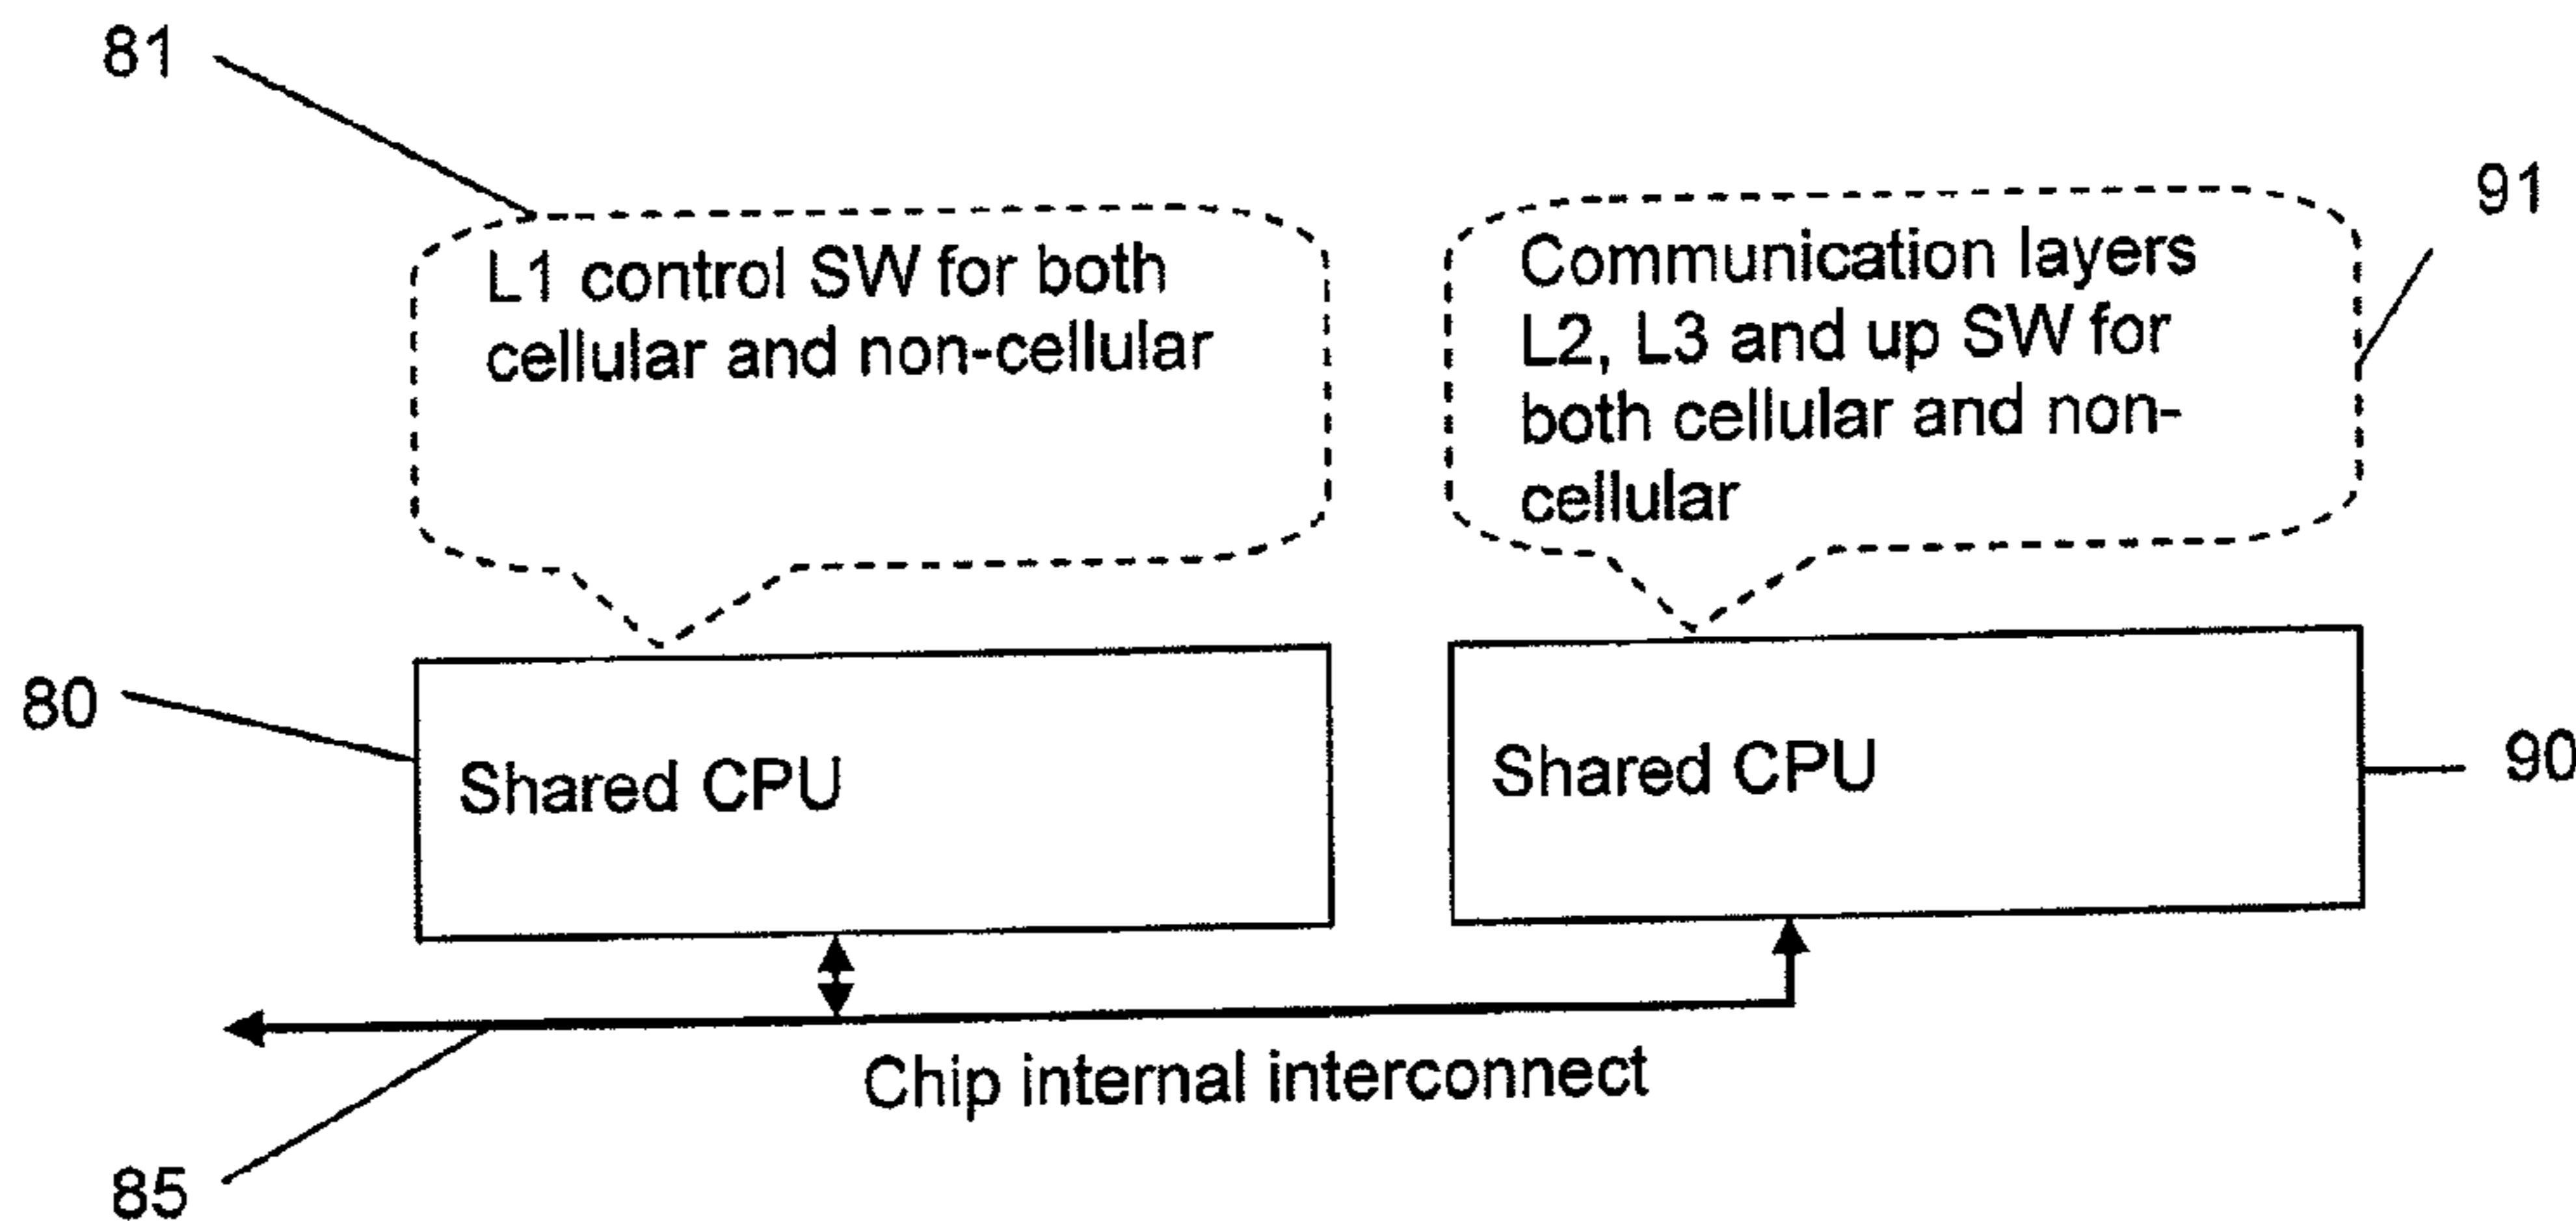 81
L1 control SW for both
cellular and non-cellular
Communication layers
L2, L3 and up SW for
both cellular and non-
cellular
91
80
Shared CPU
Shared CPU
90
Chip internal interconnect
85